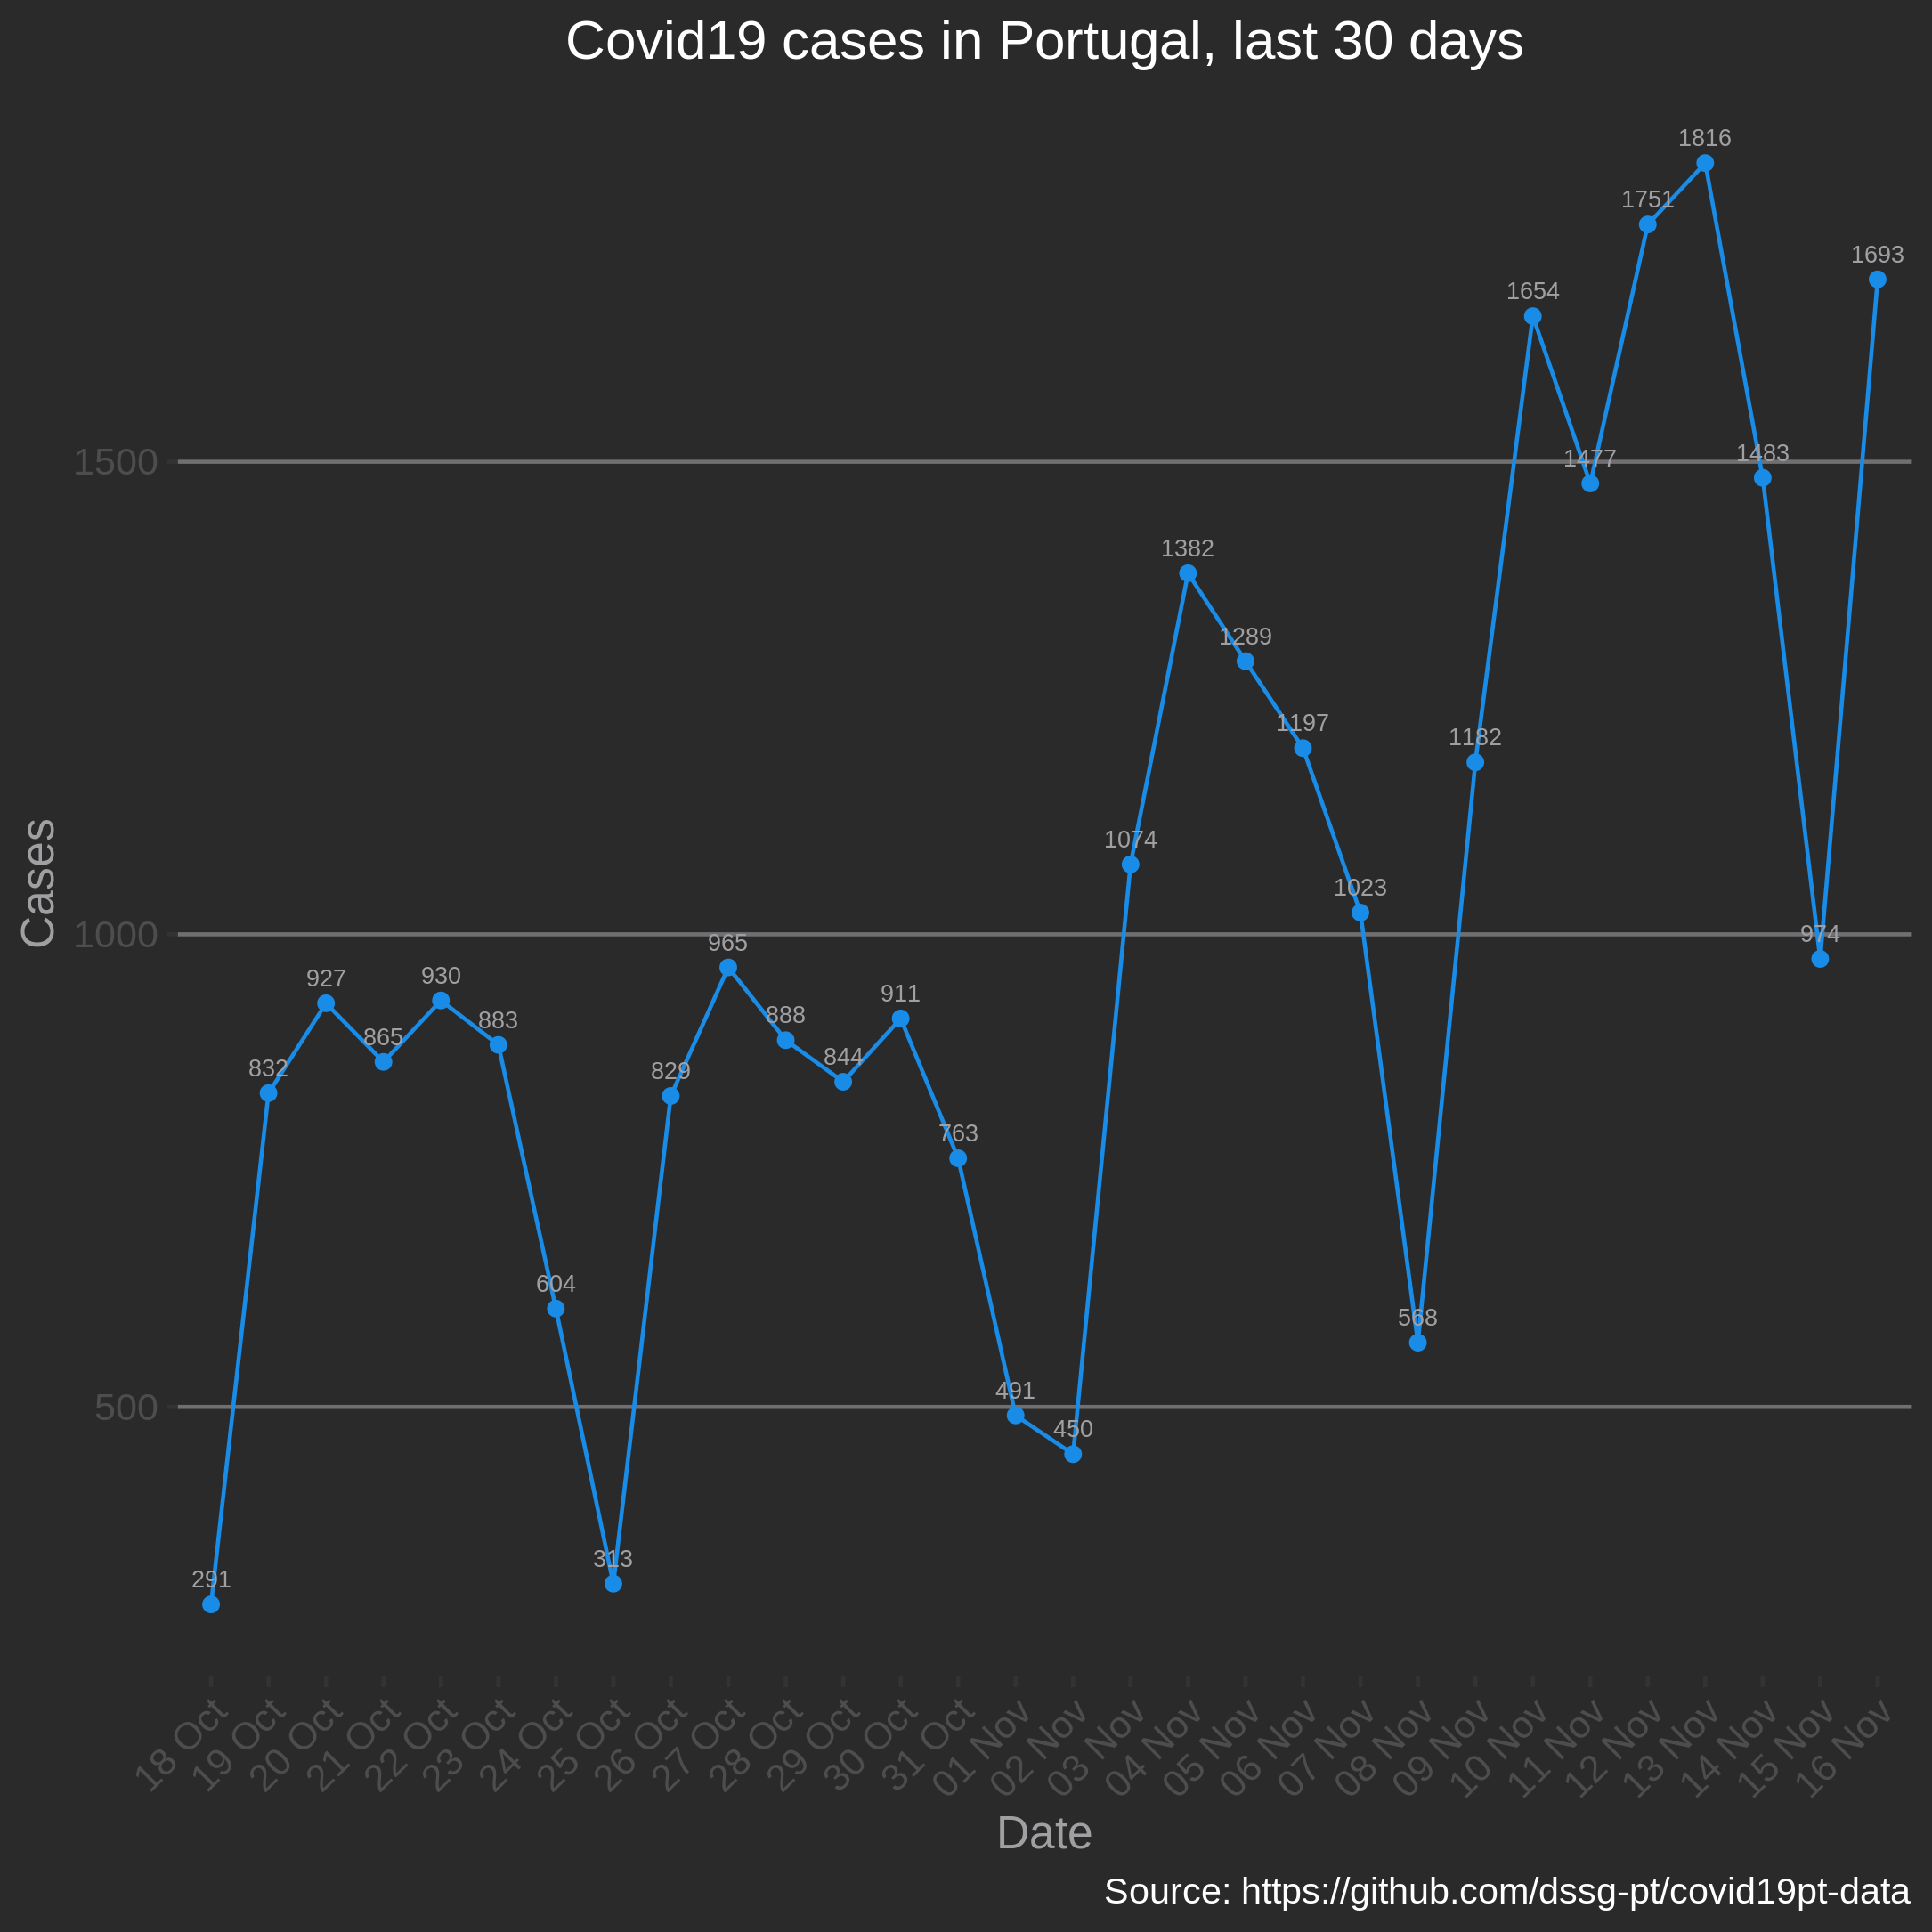 Covid19 cases in Portugal, last 30 days
1816
1751
1693
1654
1500
1477
1483
1382
1289
1197
1182
1074
1023
1000
974
965
927
930
911
883
888
865
844
832
829
763
604
568
500
491
450
313
291
Cases
18 Oct
19 Oct
20 Oct
21 Oct
22 Oct
23 Oct
24 Oct
25 Oct
26 Oct
27 Oct
28 Oct
29 Oct
30 Oct
31 Oct
01 Nov
02 Nov
03 Nov
04 Nov
05 Nov
06 Nov
07 Nov
08 Nov
09 Nov
10 Nov
11 Nov
12 Nov
13 Nov
14 Nov
15 Nov
16 Nov
Date
Source: https://github.com/dssg-pt/covid19pt-data